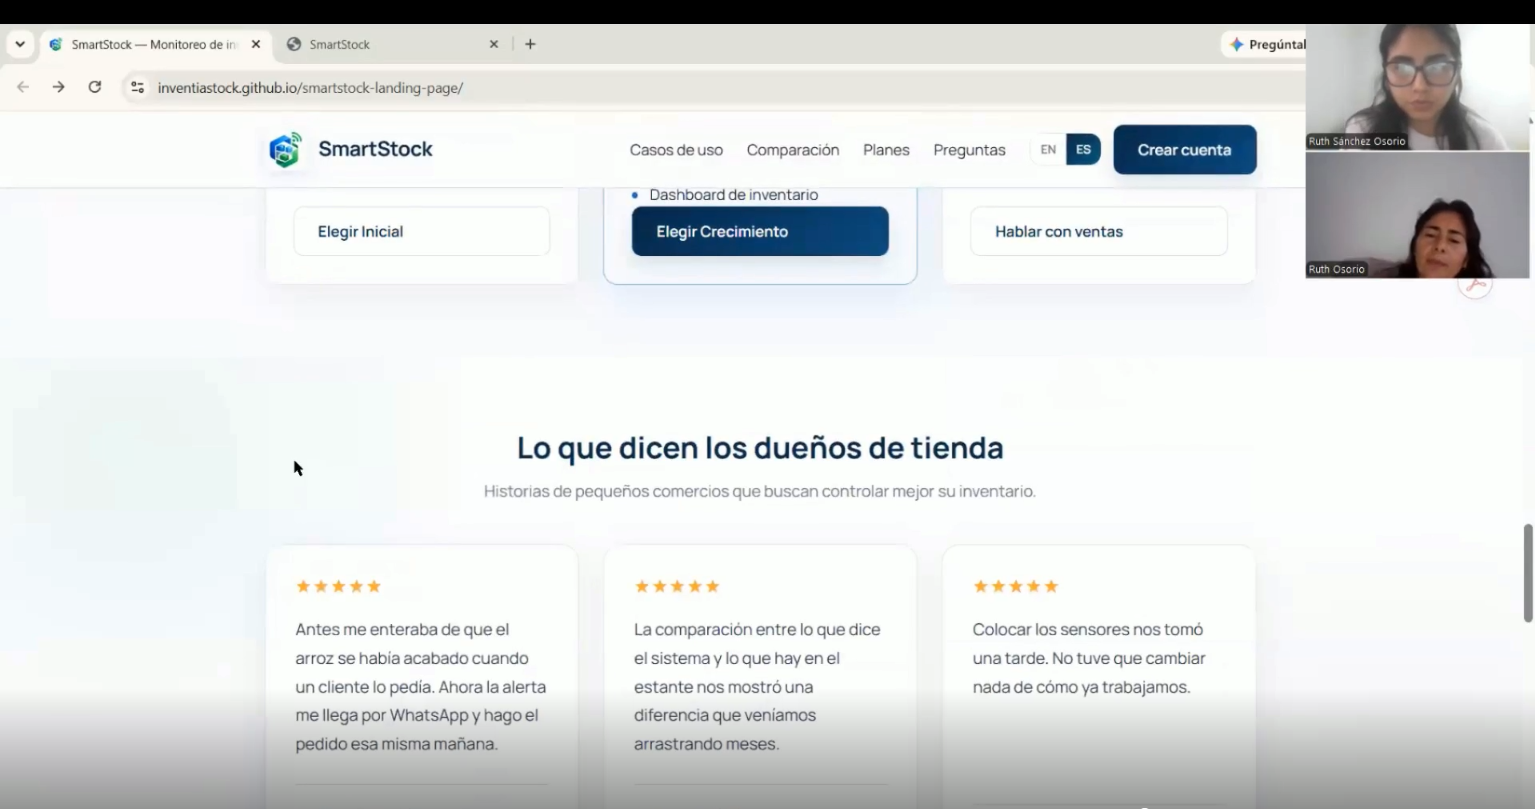 SmartStock — Monitoreo de in
SmartStock
Pregúntal
inventiastock.github.io/smartstock-landing-page/
SmartStock
Casos de uso
Comparación
Planes
Preguntas
EN
ES
Crear cuenta
Ruth Sánchez Osorio
Ruth Osorio
Dashboard de inventario
Elegir Inicial
Elegir Crecimiento
Hablar con ventas
Lo que dicen los dueños de tienda
Historias de pequeños comercios que buscan controlar mejor su inventario.
Antes me enteraba de que el
arroz se había acabado cuando
un cliente lo pedía. Ahora la alerta
me llega por WhatsApp y hago el
pedido esa misma mañana.
La comparación entre lo que dice
el sistema y lo que hay en el
estante nos mostró una
diferencia que veníamos
arrastrando meses.
Colocar los sensores nos tomó
una tarde. No tuve que cambiar
nada de cómo ya trabajamos.